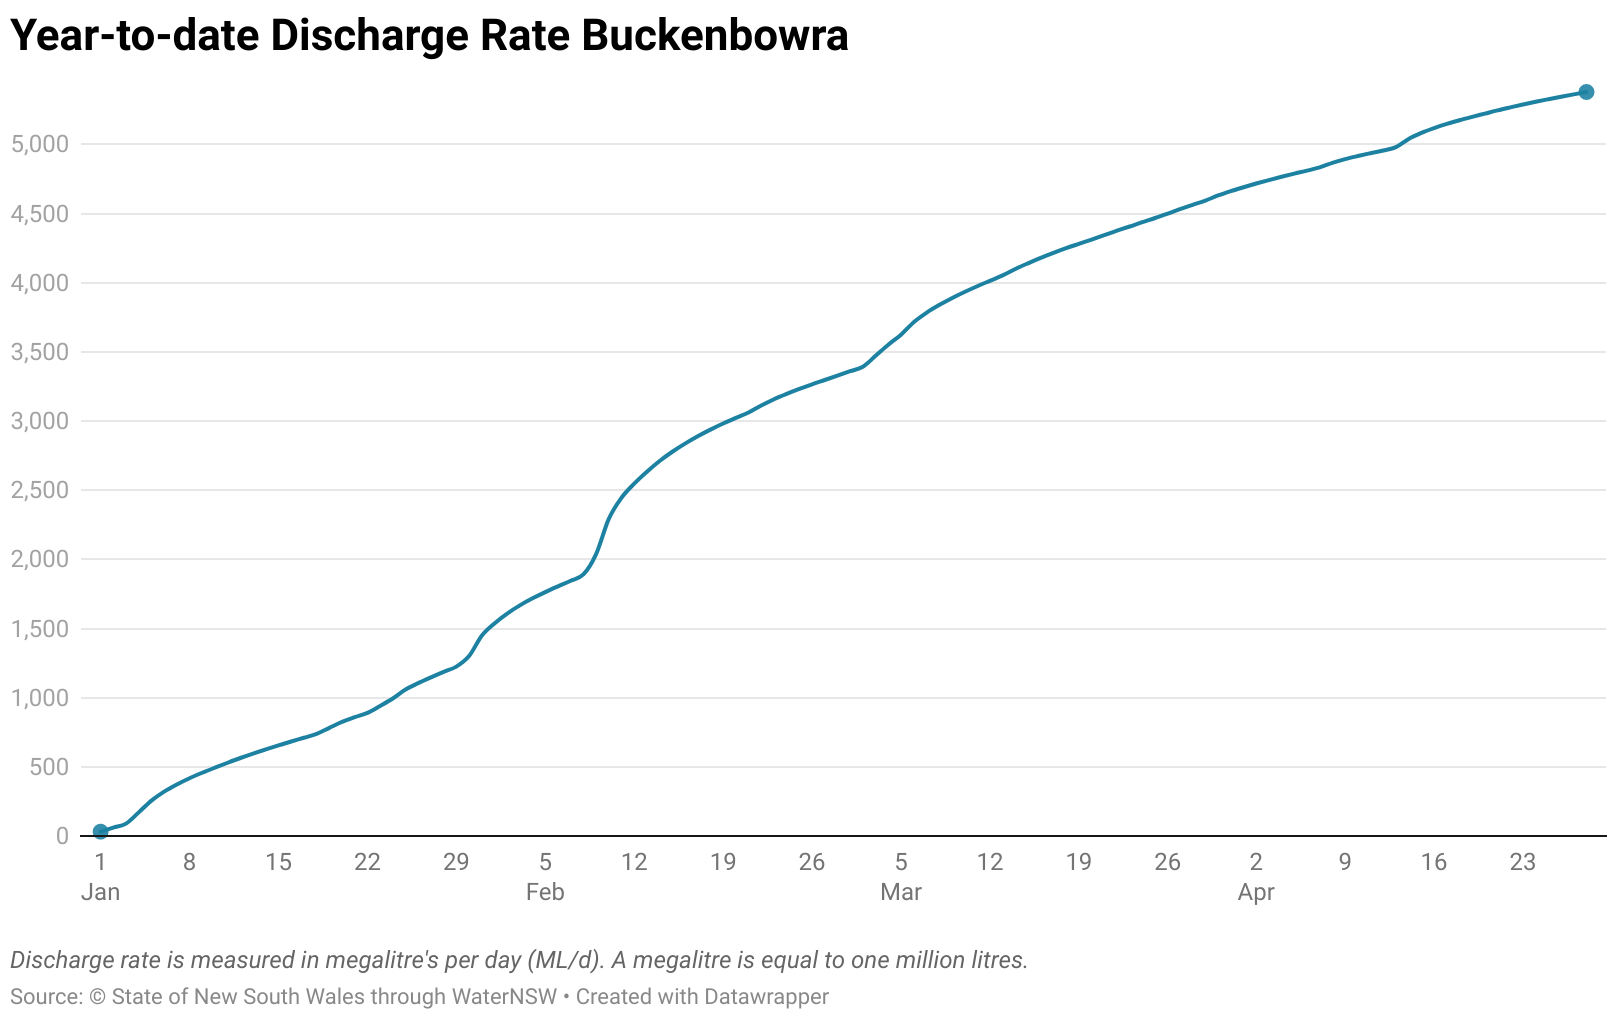 Year-to-date Discharge Rate Buckenbowra
5,000
4,500
4,000
3,500
3,000
2,500
2,000
1,500
1,000
500
0
1 8 15 22 29 5 12 19 26 5 12 19 26 2 9 16 23
Jan Feb Mar Apr
Discharge rate is measured in megalitre's per day (ML/d). A megalitre is equal to one million litres.
Source: © State of New South Wales through WaterNSW • Created with Datawrapper